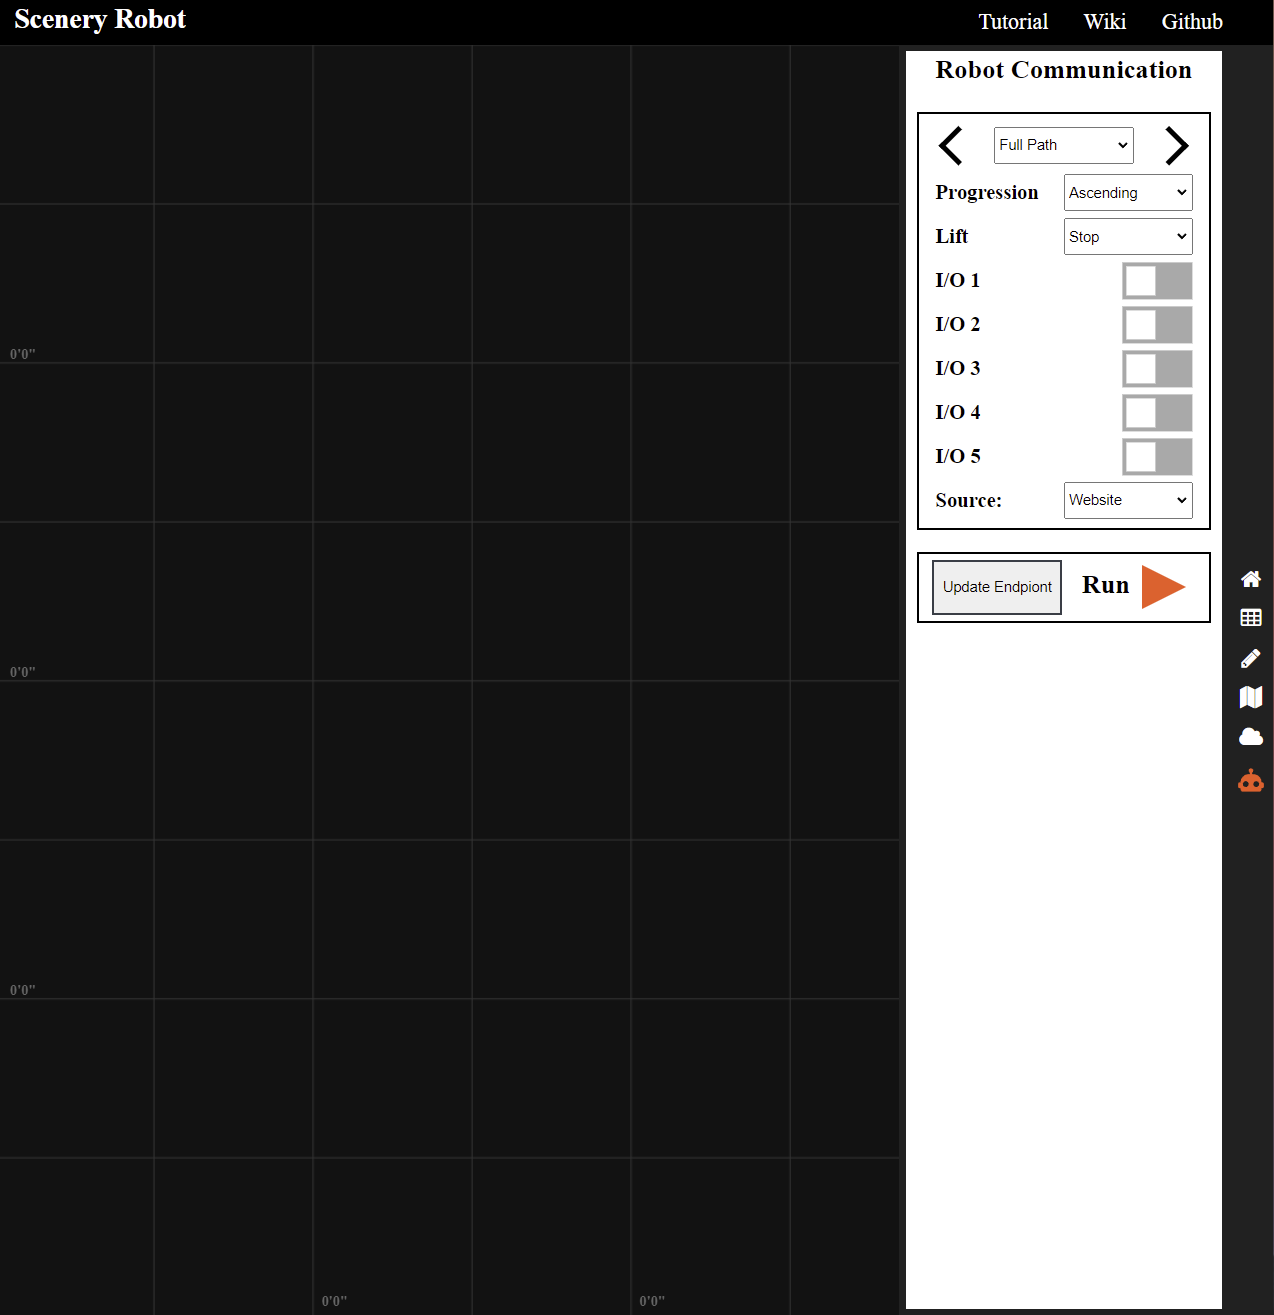 Scenery Robot
Tutorial Wiki Github
Robot Communication
Full Path
Progression Ascending
Lift Stop
I/O 1
I/O 2
I/O 3
I/O 4
I/O 5
Source: Website
Update Endpiont Run
0'0"
0'0"
0'0"
0'0" 0'0"